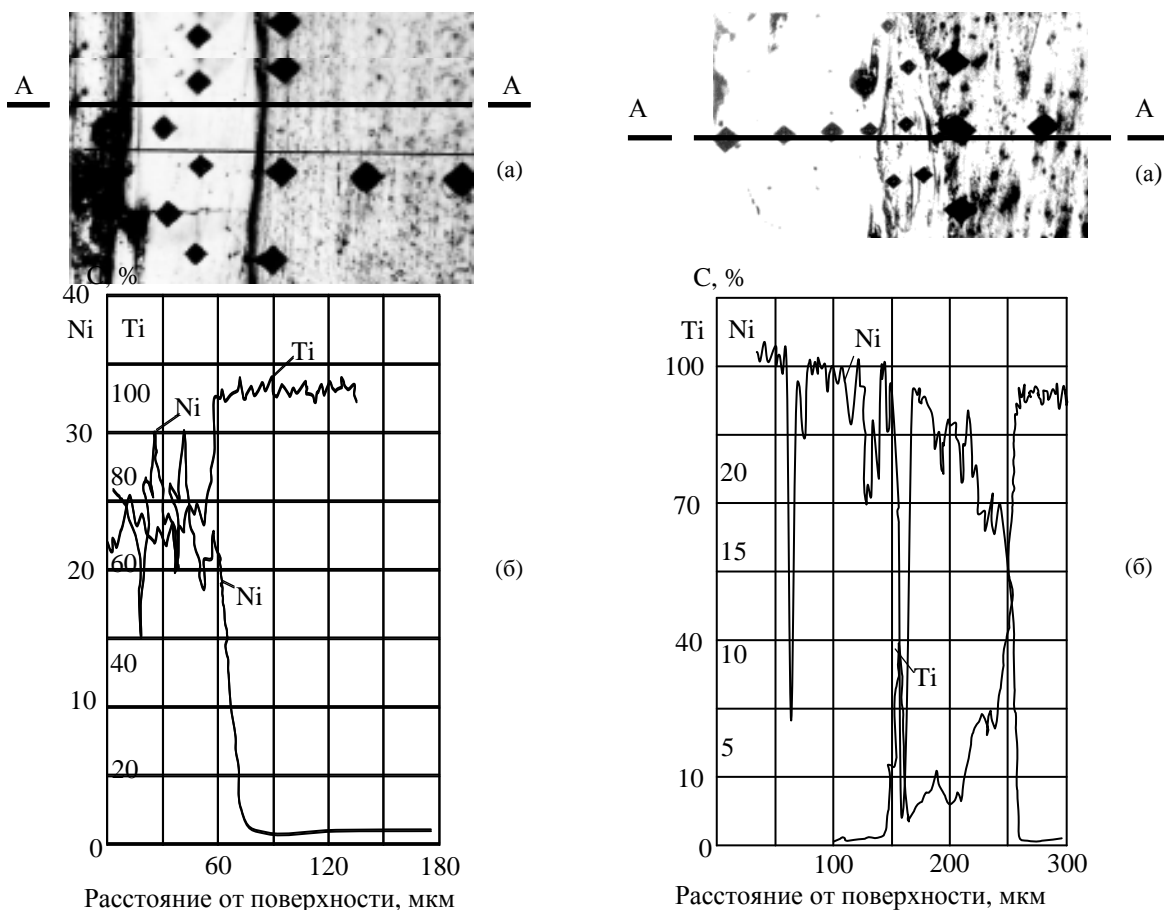 А А
(а)
С, %
40
Ni Ti
Ti
100
Ni
30
80
60
20
Ni
(б)
40
10
20
0
60 120 180
Расстояние от поверхности, мкм
А А
(а)
С, %
Ti Ni
Ni
100
20
70
15
(б)
40
10
Ti
5
10
0
100 200 300
Расстояние от поверхности, мкм